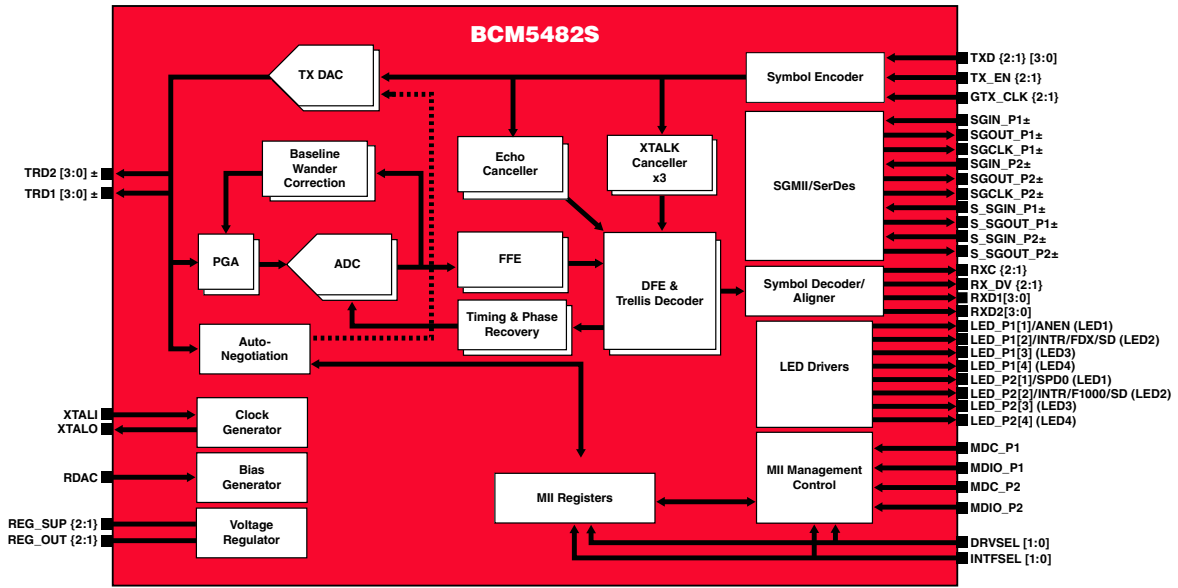 BCM5482S
TX DAC
Symbol Encoder
TXD {2:1} [3:0]
TX_EN {2:1}
GTX_CLK {2:1}
TRD2 [3:0] ±
TRD1 [3:0] ±
Baseline
Wander
Correction
Echo
Canceller
XTALK
Canceller
x3
SGMII/SerDes
SGIN_P1±
SGOUT_P1±
SGCLK_P1±
SGIN_P2±
SGOUT_P2±
SGCLK_P2±
S_SGIN_P1±
S_SGOUT_P1±
S_SGIN_P2±
S_SGOUT_P2±
PGA
ADC
FFE
DFE &
Trellis Decoder
Symbol Decoder/
Aligner
RXC {2:1}
RX_DV {2:1}
RXD1[3:0]
RXD2[3:0]
Timing & Phase
Recovery
Auto-
Negotiation
LED Drivers
LED_P1[1]/ANEN (LED1)
LED_P1[2]/INTR/FDX/SD (LED2)
LED_P1[3] (LED3)
LED_P1[4] (LED4)
LED_P2[1]/SPD0 (LED1)
LED_P2[2]/INTR/F1000/SD (LED2)
LED_P2[3] (LED3)
LED_P2[4] (LED4)
XTALI
XTALO
Clock
Generator
RDAC
Bias
Generator
REG_SUP {2:1}
REG_OUT {2:1}
Voltage
Regulator
MII Registers
MII Management
Control
MDC_P1
MDIO_P1
MDC_P2
MDIO_P2
DRVSEL [1:0]
INTFSEL [1:0]